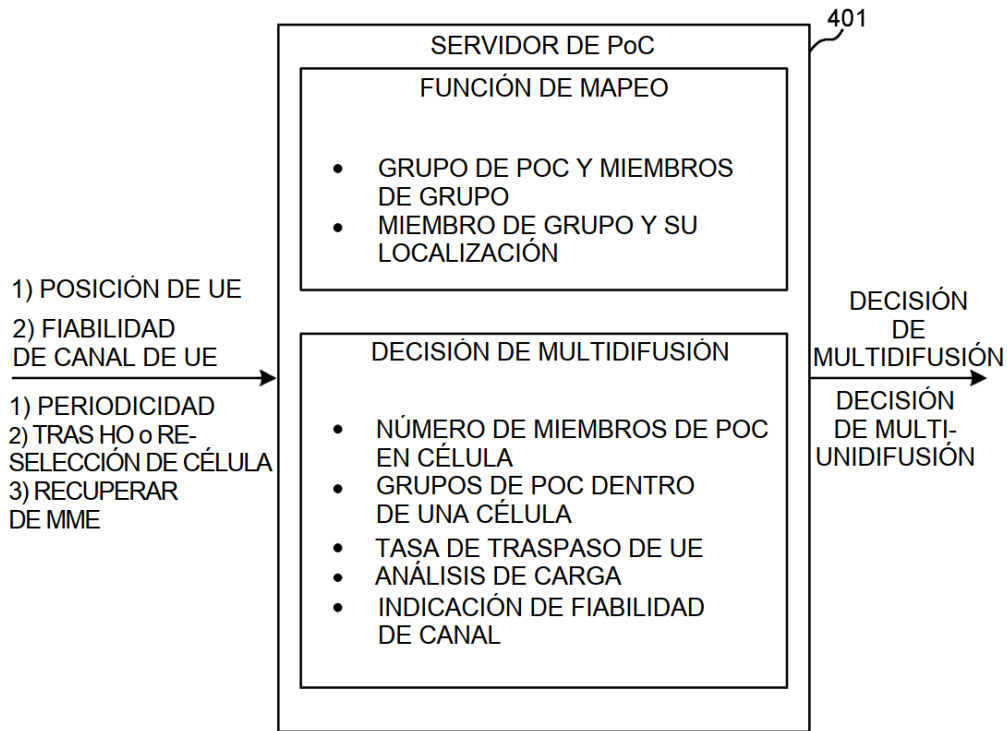 401
SERVIDOR DE PoC
FUNCIÓN DE MAPEO
• GRUPO DE POC Y MIEMBROS
DE GRUPO
• MIEMBRO DE GRUPO Y SU
LOCALIZACIÓN
1) POSICIÓN DE UE
2) FIABILIDAD
DE CANAL DE UE
1) PERIODICIDAD
2) TRAS HO o RE-
SELECCIÓN DE CÉLULA
3) RECUPERAR
DE MME
DECISIÓN DE MULTIDIFUSIÓN
• NÚMERO DE MIEMBROS DE POC
EN CÉLULA
• GRUPOS DE POC DENTRO
DE UNA CÉLULA
• TASA DE TRASPASO DE UE
• ANÁLISIS DE CARGA
• INDICACIÓN DE FIABILIDAD
DE CANAL
DECISIÓN
DE
MULTIDIFUSIÓN
DECISIÓN
DE MULTI-
UNIDIFUSIÓN